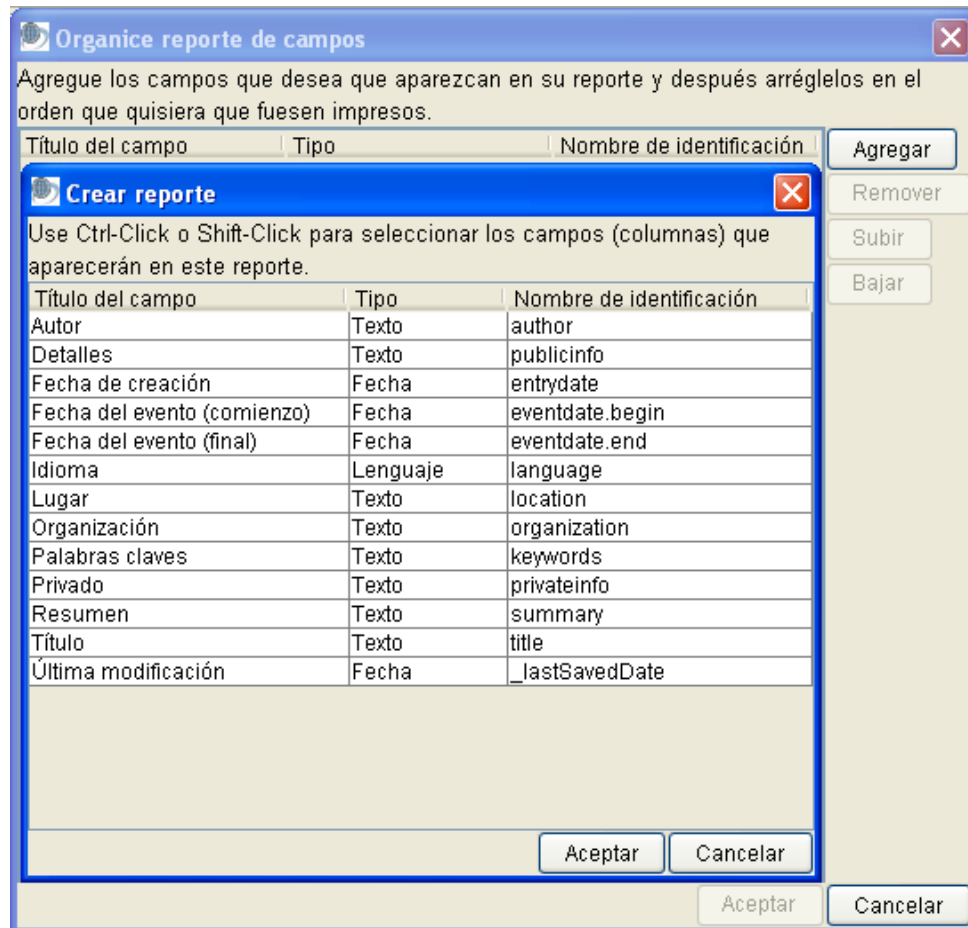 Organice reporte de campos
Agregue los campos que desea que aparezcan en su reporte y después arréglelos en el
orden que quisiera que fuesen impresos.
Título del campo Tipo Nombre de identificación Agregar
Remover
Subir
Bajar
Crear reporte
Use Ctrl-Click o Shift-Click para seleccionar los campos (columnas) que
aparecerán en este reporte.
Título del campo Tipo Nombre de identificación
Autor Texto author
Detalles Texto publicinfo
Fecha de creación Fecha entrydate
Fecha del evento (comienzo) Fecha eventdate.begin
Fecha del evento (final) Fecha eventdate.end
Idioma Lenguaje language
Lugar Texto location
Organización Texto organization
Palabras claves Texto keywords
Privado Texto privateinfo
Resumen Texto summary
Título Texto title
Última modificación Fecha _lastSavedDate
Aceptar Cancelar
Aceptar Cancelar